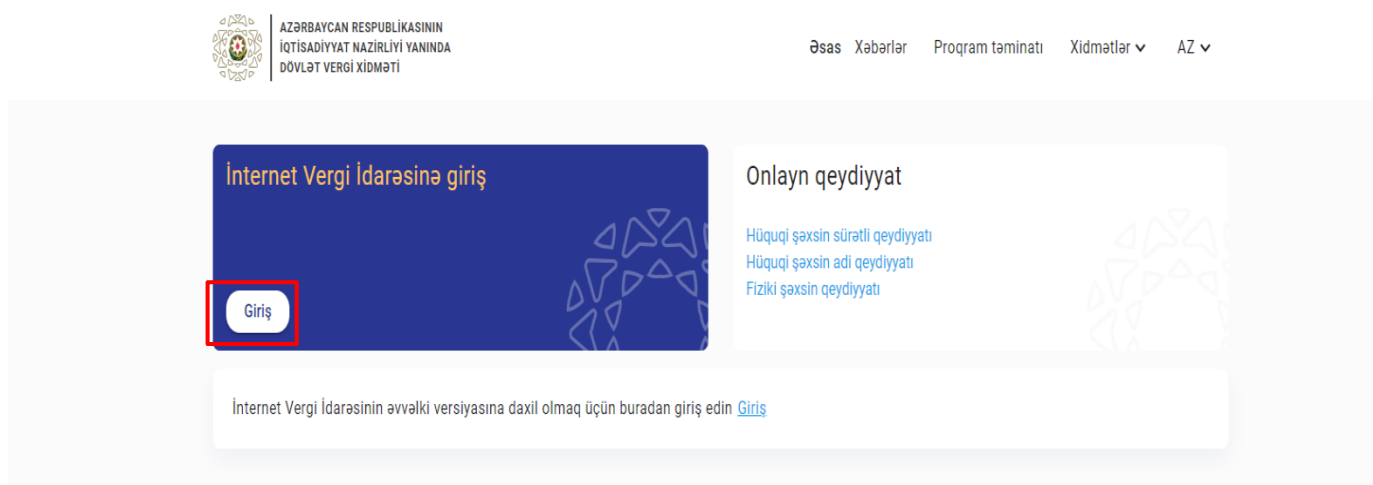 AZƏRBAYCAN RESPUBLİKASININ
İQTİSADİYYAT NAZİRLİYİ YANINDA
DÖVLƏT VERGİ XİDMƏTİ
Əsas Xəbərlər Proqram təminatı Xidmətlər AZ
İnternet Vergi İdarəsinə giriş
Giriş
Onlayn qeydiyyat
Hüquqi şəxsin sürətli qeydiyyatı
Hüquqi şəxsin adi qeydiyyatı
Fiziki şəxsin qeydiyyatı
İnternet Vergi İdarəsinin əvvəlki versiyasına daxil olmaq üçün buradan giriş edin Giriş